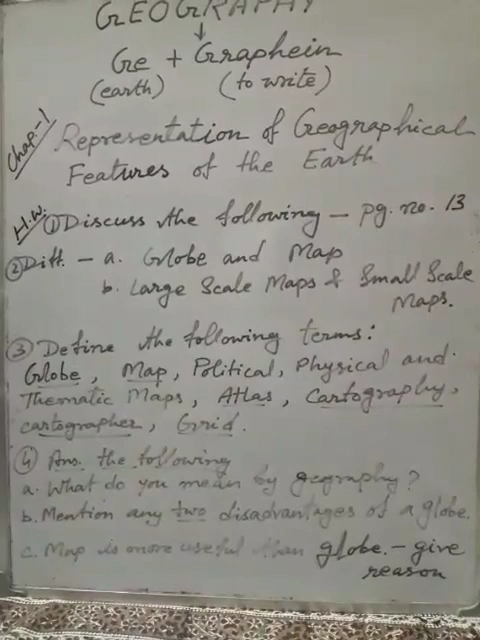 GEOGRAPHY
↓
Ge + Graphein
(earth) (to write)
Chap.-1
Representation of Geographical
Features of the Earth
H.W.
① Discuss the following - pg. no. 13
② Diff. - a. Globe and Map
b. Large Scale Maps & Small Scale
Maps.
③ Define the following terms:
Globe, Map, Political, Physical and
Thematic Maps, Atlas, Cartography,
cartographer, Grid.
④ Ans. the following
a. What do you mean by geography?
b. Mention any two disadvantages of a globe.
c. Map is more useful than globe. - give
reason